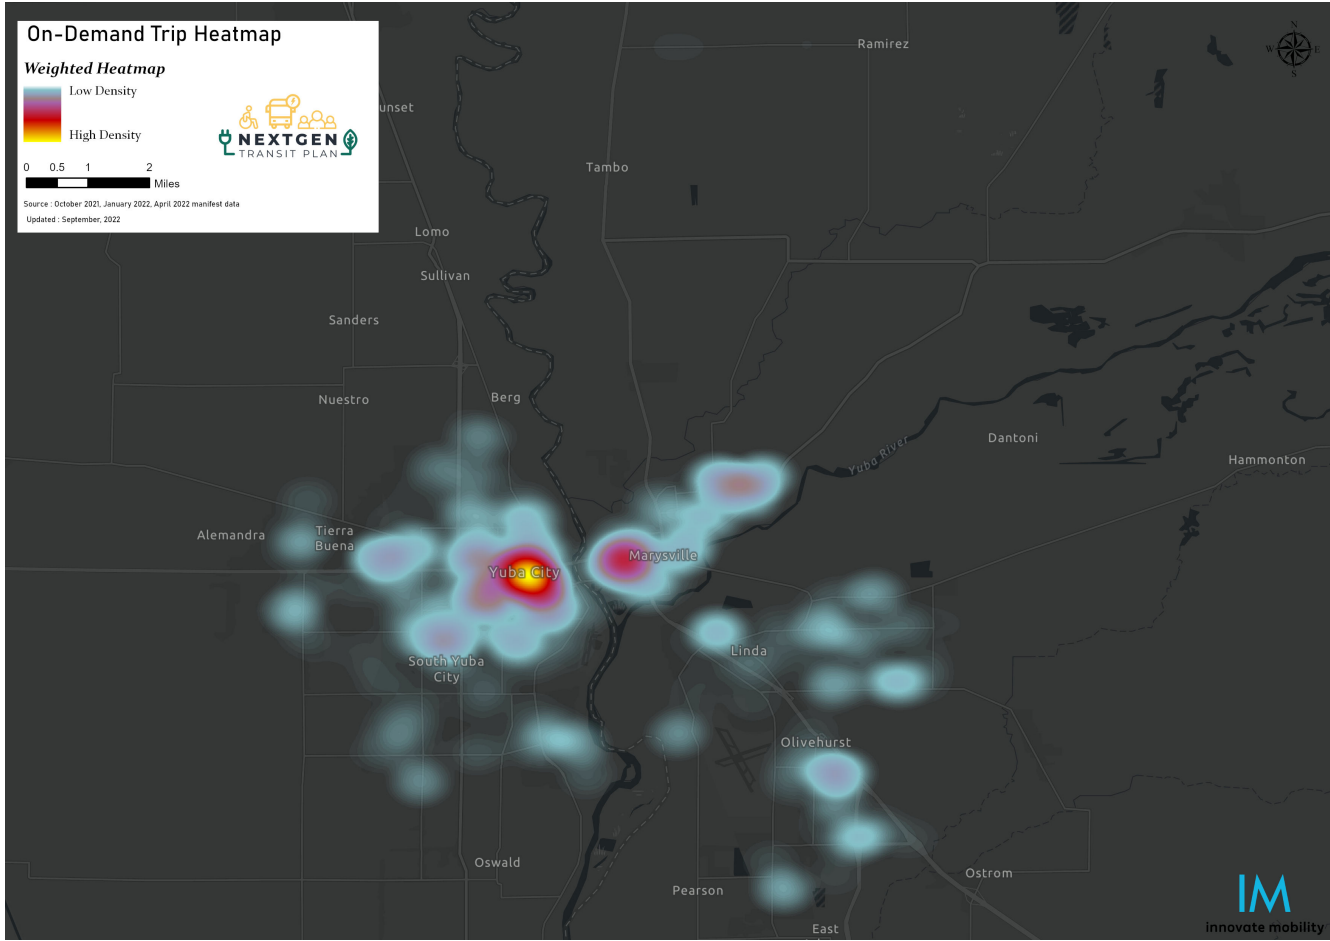 On-Demand Trip Heatmap
Weighted Heatmap
Low Density
High Density
NEXTGEN
TRANSIT PLAN
0 0.5 1 2
Miles
Source : October 2021, January 2022, April 2022 manifest data
Updated : September, 2022
N
W E
S
Ramirez
unset
Tambo
Lomo
Sullivan
Sanders
Nuestro
Berg
Dantoni
Yuba River
Hammonton
Alemandra
Tierra
Buena
Marysville
Yuba City
Linda
South Yuba
City
Olivehurst
Oswald
Ostrom
Pearson
East
IM
innovate mobility